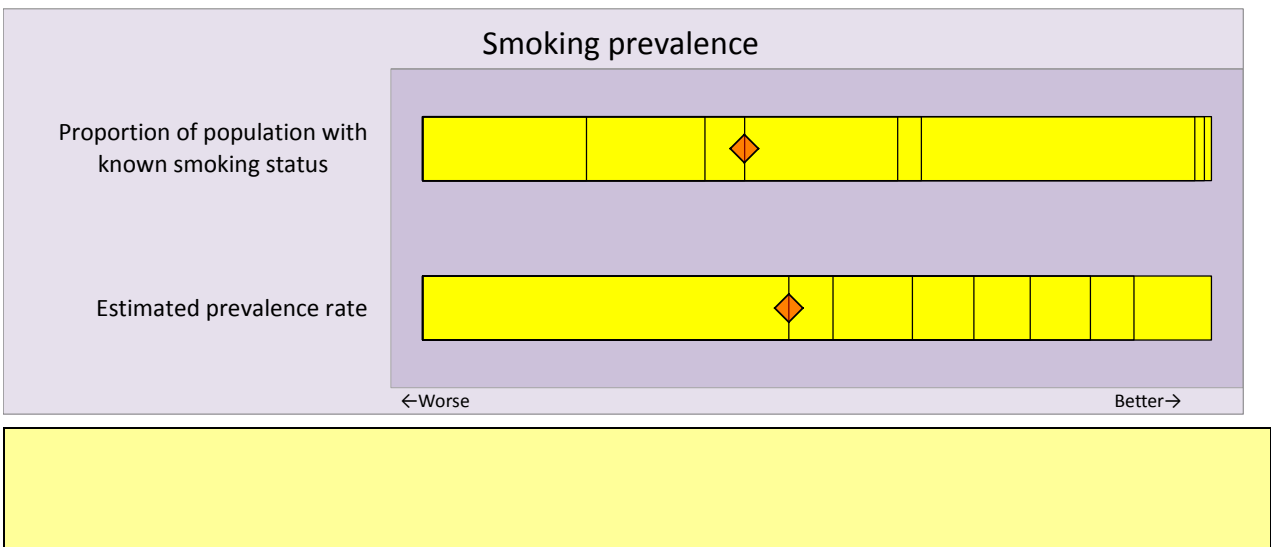 Smoking prevalence
Proportion of population with
known smoking status
Estimated prevalence rate
←Worse
Better→